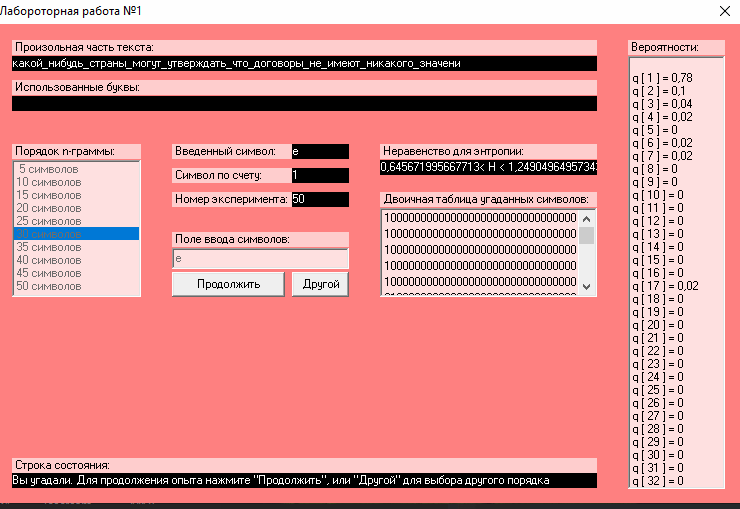 Лабороторная работа №1
Произольная часть текста:
какой_нибудь_страны_могут_утверждать_что_договоры_не_имеют_никакого_значени
Использованные буквы:
Порядок n-граммы:
5 символов
10 символов
15 символов
20 символов
25 символов
30 символов
35 символов
40 символов
45 символов
50 символов
Введенный символ: е
Символ по счету: 1
Номер эксперимента: 50
Поле ввода символов:
е
Продолжить
Другой
Неравенство для энтропии:
0,645671995667713< H < 1,2490496495734
Двоичная таблица угаданных символов:
10000000000000000000000000000000
10000000000000000000000000000000
10000000000000000000000000000000
10000000000000000000000000000000
10000000000000000000000000000000
Вероятности:
q [ 1 ] = 0,78
q [ 2 ] = 0,1
q [ 3 ] = 0,04
q [ 4 ] = 0,02
q [ 5 ] = 0
q [ 6 ] = 0,02
q [ 7 ] = 0,02
q [ 8 ] = 0
q [ 9 ] = 0
q [ 10 ] = 0
q [ 11 ] = 0
q [ 12 ] = 0
q [ 13 ] = 0
q [ 14 ] = 0
q [ 15 ] = 0
q [ 16 ] = 0
q [ 17 ] = 0,02
q [ 18 ] = 0
q [ 19 ] = 0
q [ 20 ] = 0
q [ 21 ] = 0
q [ 22 ] = 0
q [ 23 ] = 0
q [ 24 ] = 0
q [ 25 ] = 0
q [ 26 ] = 0
q [ 27 ] = 0
q [ 28 ] = 0
q [ 29 ] = 0
q [ 30 ] = 0
q [ 31 ] = 0
q [ 32 ] = 0
Строка состояния:
Вы угадали. Для продолжения опыта нажмите "Продолжить", или "Другой" для выбора другого порядка